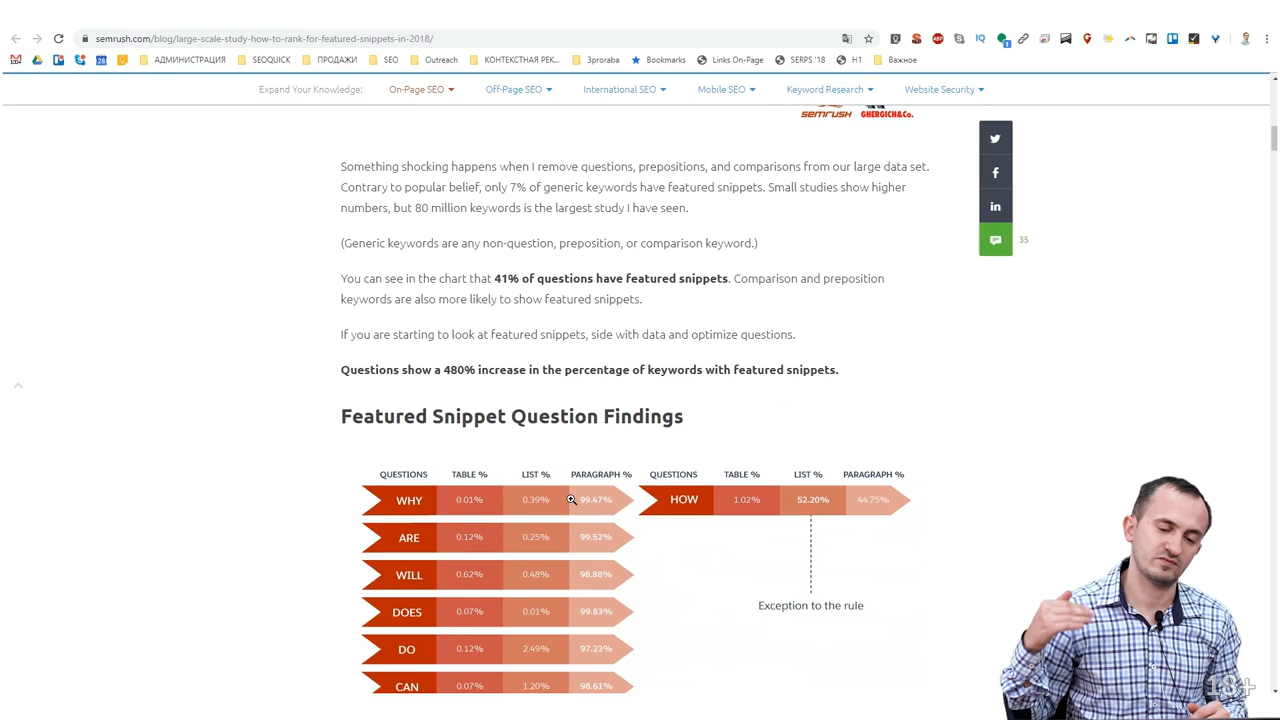 semrush.com/blog/large-scale-study-how-to-rank-for-featured-snippets-in-2018/
АДМИНИСТРАЦИЯ SEOQUICK ПРОДАЖИ SEO Outreach КОНТЕКСТНАЯ РЕК... 3proraba Bookmarks Links On-Page SERPS '18 H1 Важное
Expand Your Knowledge: On-Page SEO Off-Page SEO International SEO Mobile SEO Keyword Research Website Security
semrush GHERGICH&Co.
Something shocking happens when I remove questions, prepositions, and comparisons from our large data set.
Contrary to popular belief, only 7% of generic keywords have featured snippets. Small studies show higher
numbers, but 80 million keywords is the largest study I have seen.
(Generic keywords are any non-question, preposition, or comparison keyword.)
35
You can see in the chart that 41% of questions have featured snippets. Comparison and preposition
keywords are also more likely to show featured snippets.
If you are starting to look at featured snippets, side with data and optimize questions.
Questions show a 480% increase in the percentage of keywords with featured snippets.
Featured Snippet Question Findings
QUESTIONS TABLE % LIST % PARAGRAPH % QUESTIONS TABLE % LIST % PARAGRAPH %
WHY 0.01% 0.39% 99.47% HOW 1.02% 52.20% 44.75%
ARE 0.12% 0.25% 99.52%
WILL 0.62% 0.48% 98.88%
Exception to the rule
DOES 0.07% 0.01% 99.83%
DO 0.12% 2.49% 97.23%
CAN 0.07% 1.20% 98.61%
18+